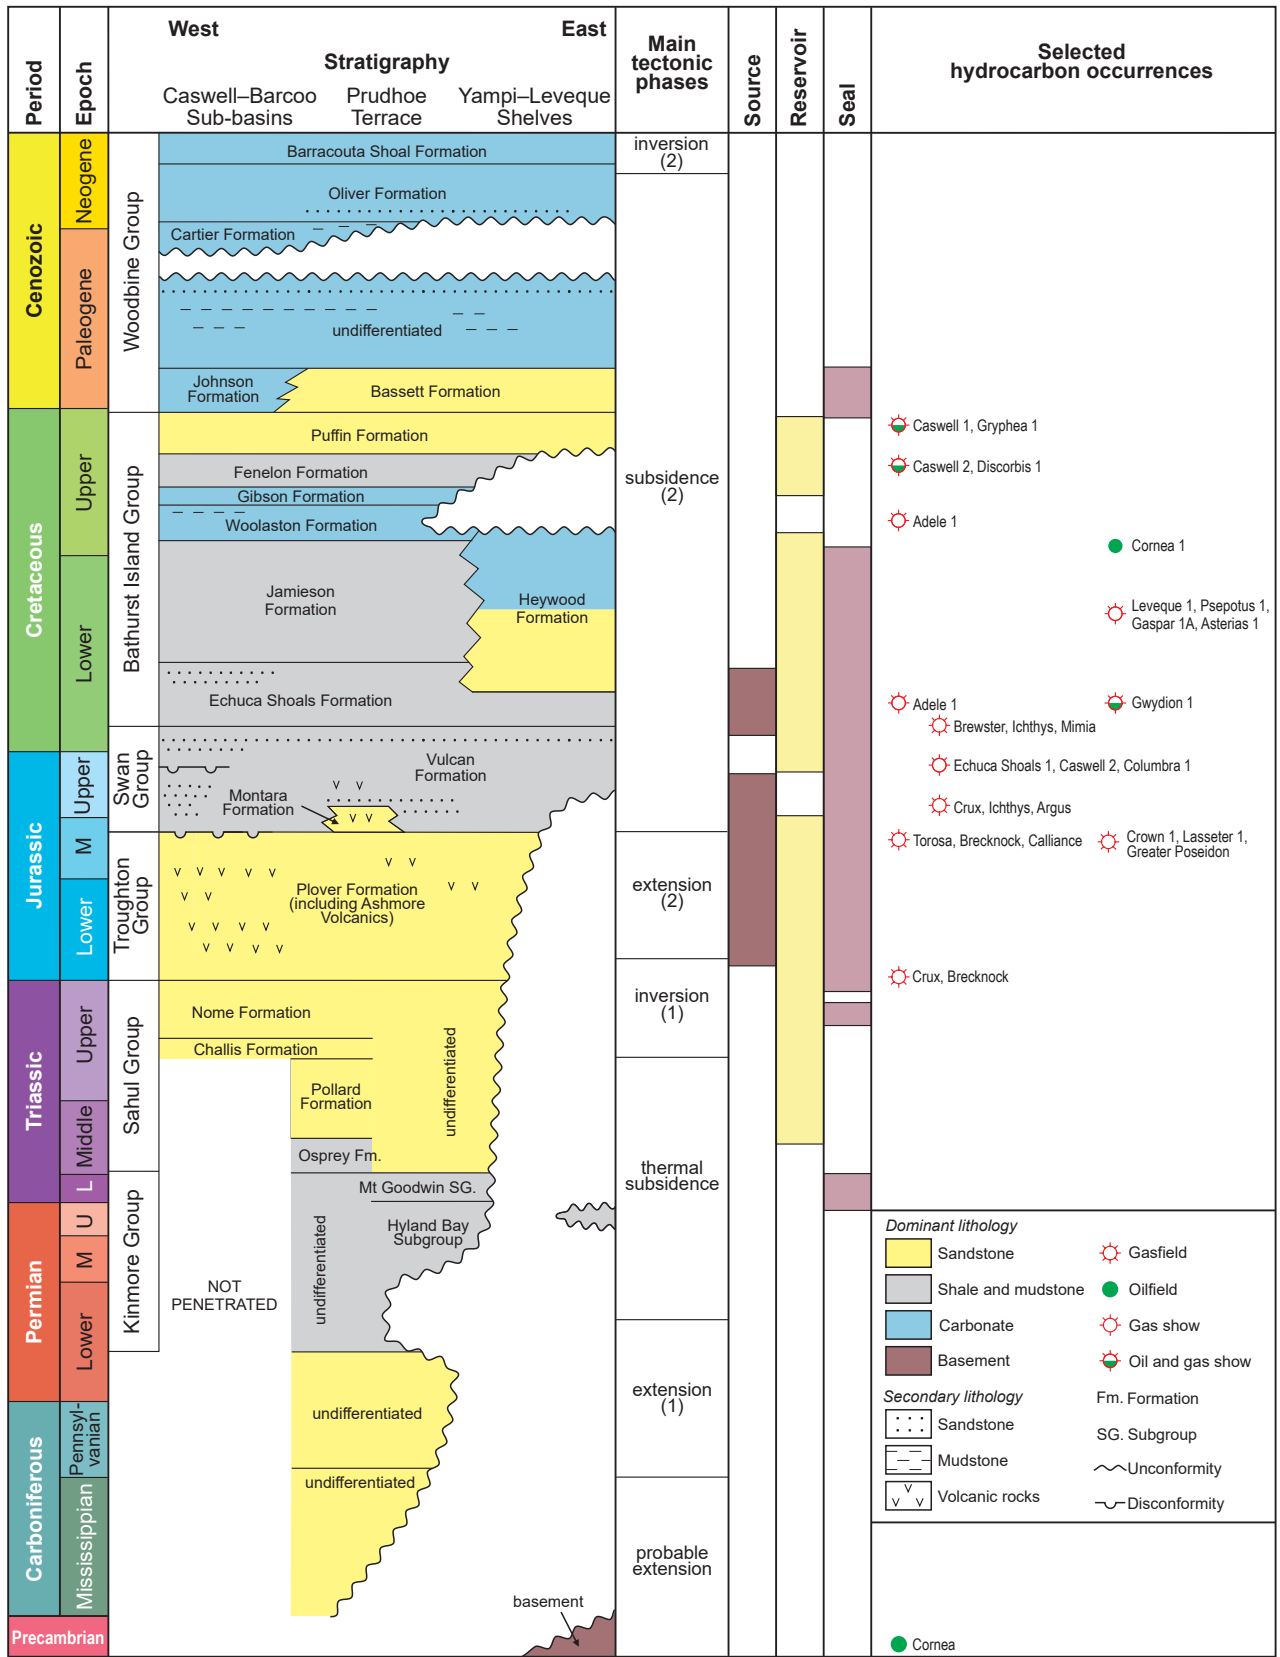 Period
Epoch
West
East
Stratigraphy
Caswell–Barcoo
Sub-basins
Prudhoe
Terrace
Yampi–Leveque
Shelves
Main
tectonic
phases
Source
Reservoir
Seal
Selected
hydrocarbon occurrences
Cenozoic
Neogene
Paleogene
Cretaceous
Upper
Lower
Jurassic
Upper
M
Lower
Triassic
Upper
Middle
L
Permian
U
M
Lower
Carboniferous
Pennsyl-
vanian
Mississippian
Precambrian
Woodbine Group
Bathurst Island Group
Swan
Group
Troughton
Group
Sahul Group
Kinmore Group
Barracouta Shoal Formation
Oliver Formation
Cartier Formation
undifferentiated
Johnson
Formation
Bassett Formation
Puffin Formation
Fenelon Formation
Gibson Formation
Woolaston Formation
Jamieson
Formation
Heywood
Formation
Echuca Shoals Formation
Vulcan
Formation
Montara
Formation
Plover Formation
(including Ashmore
Volcanics)
Nome Formation
Challis Formation
Pollard
Formation
undifferentiated
Osprey Fm.
Mt Goodwin SG.
Hyland Bay
Subgroup
undifferentiated
NOT
PENETRATED
undifferentiated
undifferentiated
basement
inversion
(2)
subsidence
(2)
extension
(2)
inversion
(1)
thermal
subsidence
extension
(1)
probable
extension
Caswell 1, Gryphea 1
Caswell 2, Discorbis 1
Adele 1
Cornea 1
Leveque 1, Psepotus 1,
Gaspar 1A, Asterias 1
Adele 1
Gwydion 1
Brewster, Ichthys, Mimia
Echuca Shoals 1, Caswell 2, Columbra 1
Crux, Ichthys, Argus
Torosa, Brecknock, Calliance
Crown 1, Lasseter 1,
Greater Poseidon
Crux, Brecknock
Dominant lithology
Sandstone
Shale and mudstone
Carbonate
Basement
Secondary lithology
Sandstone
Mudstone
Volcanic rocks
Gasfield
Oilfield
Gas show
Oil and gas show
Fm. Formation
SG. Subgroup
Unconformity
Disconformity
Cornea